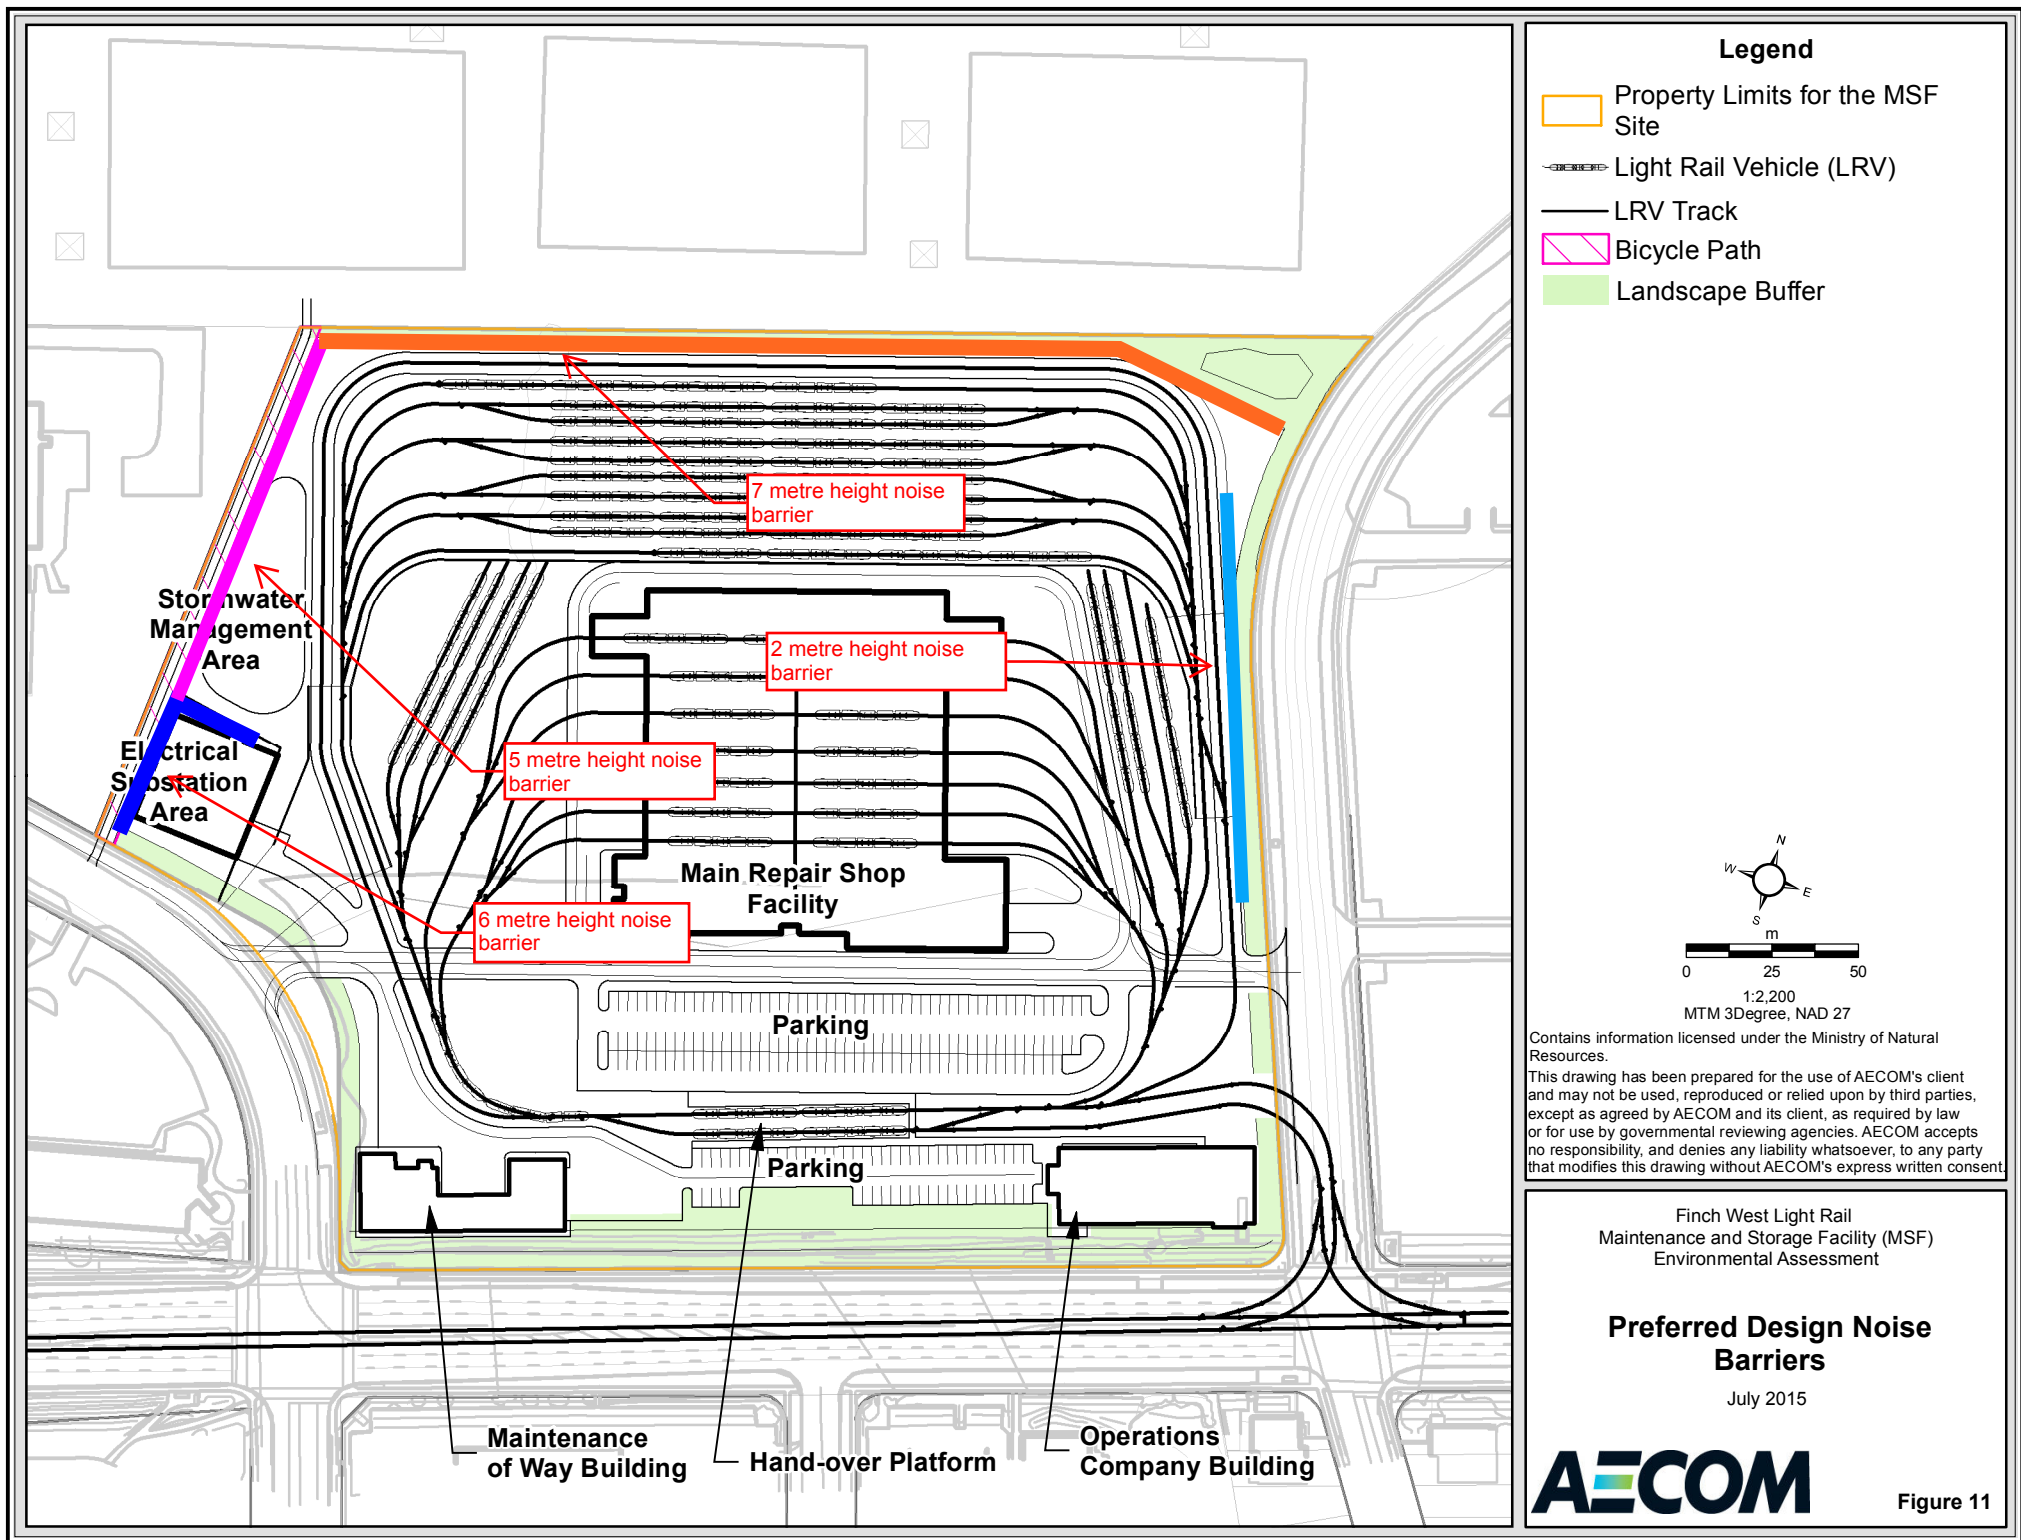 7 metre height noise
barrier
Stormwater
Management
Area
2 metre height noise
barrier
Electrical
Substation
Area
5 metre height noise
barrier
Main Repair Shop
Facility
6 metre height noise
barrier
Parking
Parking
Maintenance
of Way Building
Hand-over Platform
Operations
Company Building
Legend
Property Limits for the MSF
Site
Light Rail Vehicle (LRV)
LRV Track
Bicycle Path
Landscape Buffer
N
W
E
S
m
0 25 50
1:2,200
MTM 3Degree, NAD 27
Contains information licensed under the Ministry of Natural
Resources.
This drawing has been prepared for the use of AECOM's client
and may not be used, reproduced or relied upon by third parties,
except as agreed by AECOM and its client, as required by law
or for use by governmental reviewing agencies. AECOM accepts
no responsibility, and denies any liability whatsoever, to any party
that modifies this drawing without AECOM's express written consent.
Finch West Light Rail
Maintenance and Storage Facility (MSF)
Environmental Assessment
Preferred Design Noise
Barriers
July 2015
AECOM
Figure 11